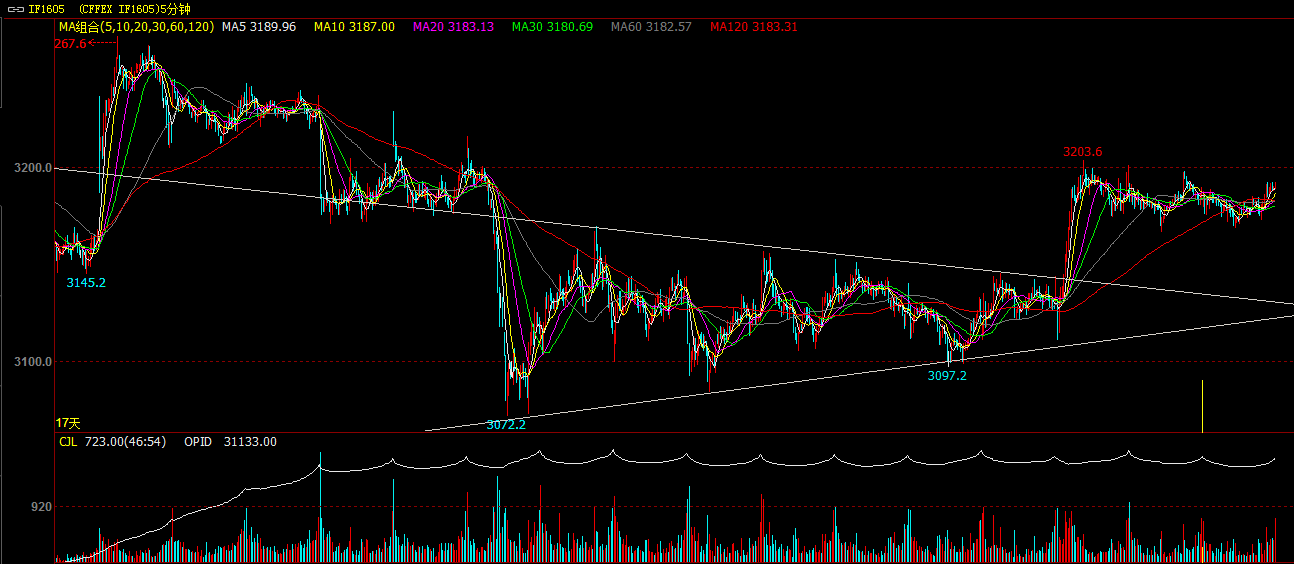 IF1605 (CFFEX IF1605)5分钟
MA组合(5,10,20,30,60,120) MA5 3189.96 MA10 3187.00 MA20 3183.13 MA30 3180.69 MA60 3182.57 MA120 3183.31
267.6
3203.6
3200.0
3145.2
3100.0
3097.2
17天
3072.2
CJL 723.00(46:54) OPID 31133.00
920